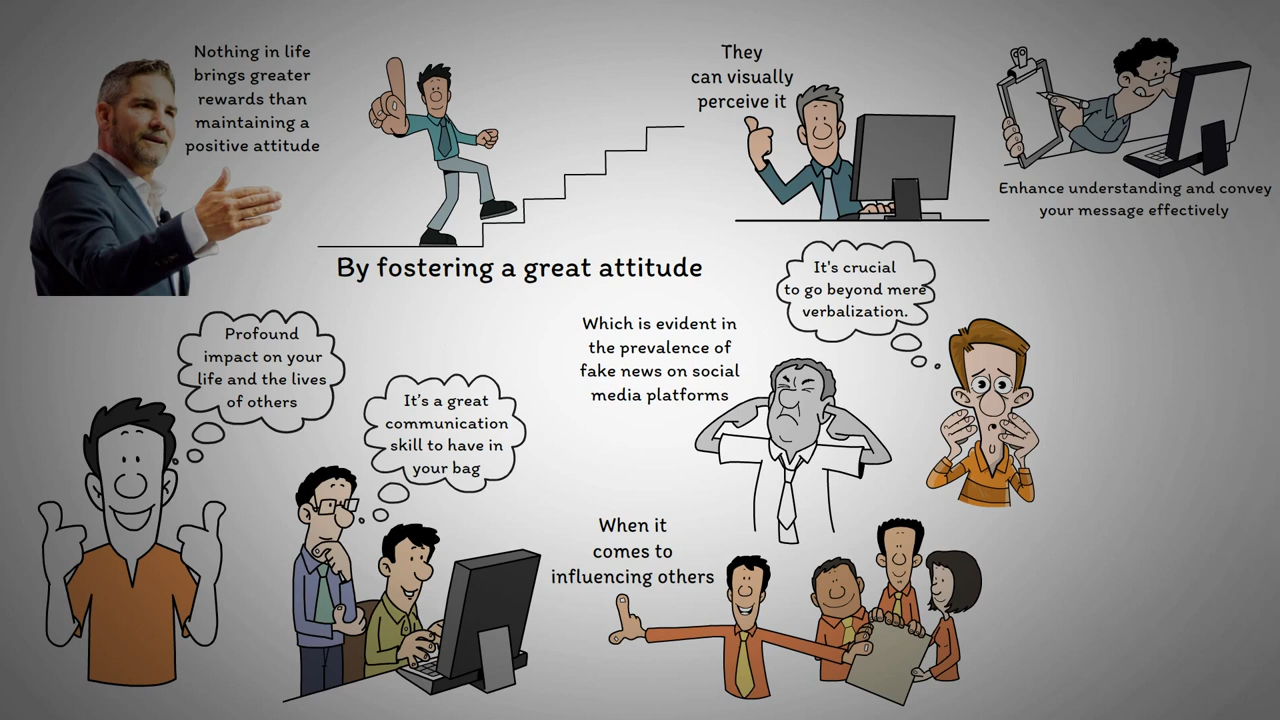 Nothing in life
brings greater
rewards than
maintaining a
positive attitude
By fostering a great attitude
They
can visually
perceive it
Enhance understanding and convey
your message effectively
It's crucial
to go beyond mere
verbalization.
Which is evident in
the prevalence of
fake news on social
media platforms
Profound
impact on your
life and the lives
of others
It's a great
communication
skill to have in
your bag
When it
comes to
influencing others